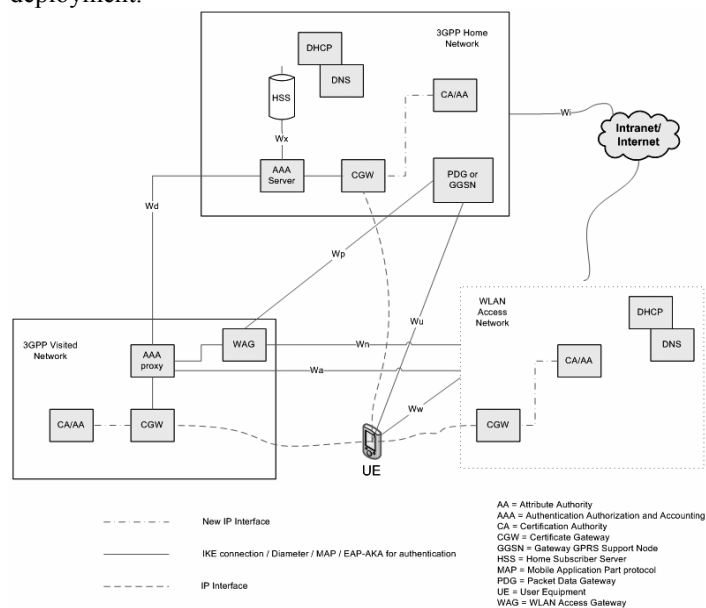 deployment.
3GPP Home
Network
DHCP
DNS
HSS
CA/AA
Wx
Wi
Intranet/
Internet
AAA
Server
CGW
PDG or
GGSN
Wd
Wp
Wu
WLAN
Access
Network
DHCP
DNS
3GPP Visited
Network
AAA
proxy
WAG
Wn
Wa
CA/AA
Ww
CA/AA
CGW
CGW
UE
New IP Interface
IKE connection / Diameter / MAP / EAP-AKA for authentication
IP Interface
AA = Attribute Authority
AAA = Authentication Authorization and Accounting
CA = Certification Authority
CGW = Certificate Gateway
GGSN = Gateway GPRS Support Node
HSS = Home Subscriber Server
MAP = Mobile Application Part protocol
PDG = Packet Data Gateway
UE = User Equipment
WAG = WLAN Access Gateway